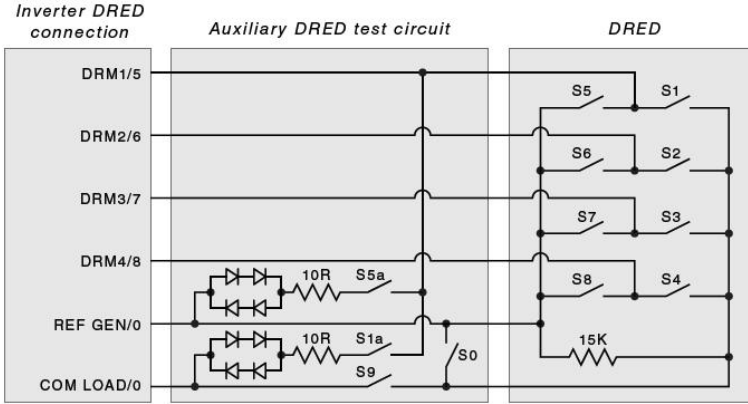 Inverter DRED
connection
Auxiliary DRED test circuit
DRED
DRM1/5
S5
S1
DRM2/6
S6
S2
DRM3/7
S7
S3
DRM4/8
10R
S5a
S8
S4
REF GEN/0
10R
S1a
S0
15K
S9
COM LOAD/0